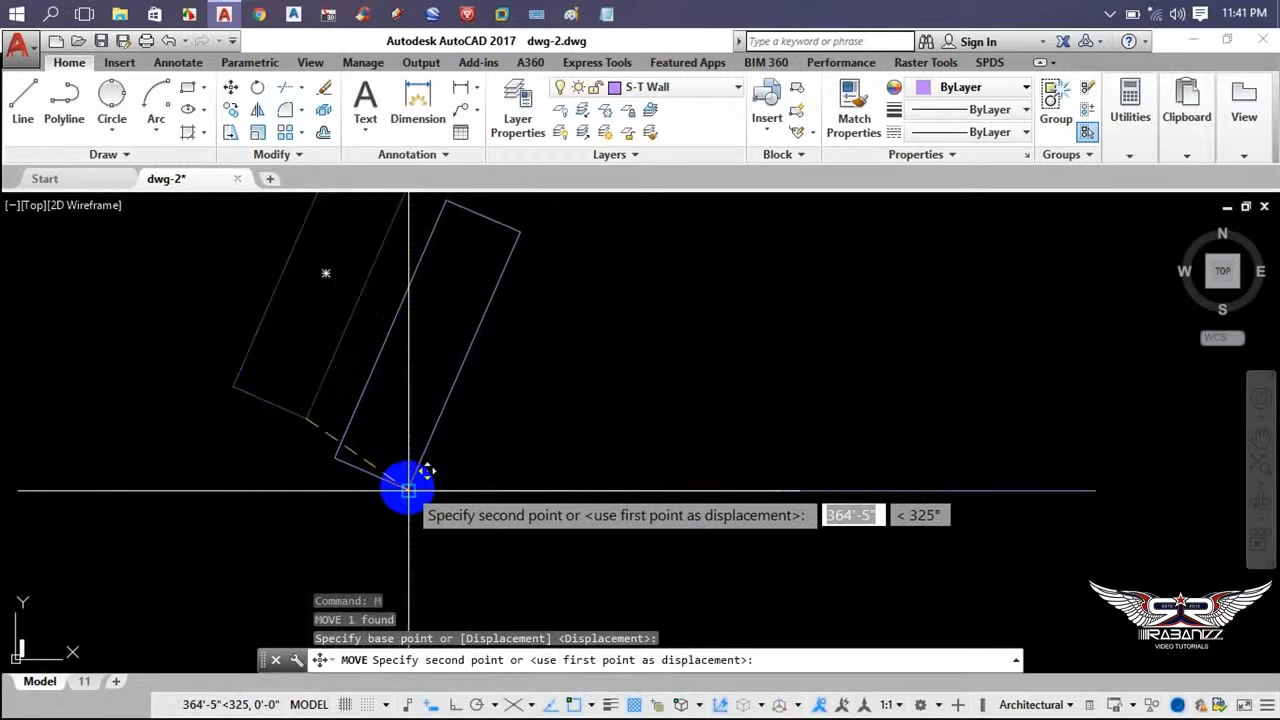 11:41 PM
Autodesk AutoCAD 2017 dwg-2.dwg
Type a keyword or phrase
Sign In
Home Insert Annotate Parametric View Manage Output Add-ins A360 Express Tools Featured Apps BIM 360 Performance Raster Tools SPDS
S-T Wall
ByLayer
ByLayer
ByLayer
Line Polyline Circle Arc Text Dimension Layer Properties Insert Match Properties Group Utilities Clipboard View
Draw Modify Annotation Layers Block Properties Groups
Start dwg-2*
[−][Top][2D Wireframe]
N
W TOP E
S
WCS
Specify second point or <use first point as displacement>: 364'-5" < 325°
Command: M
MOVE 1 found
Specify base point or [Displacement] <Displacement>:
MOVE Specify second point or <use first point as displacement>:
Y
X
RABANIZZ
VIDEO TUTORIALS
Model 11
364'-5"<325, 0'-0" MODEL 1:1 Architectural